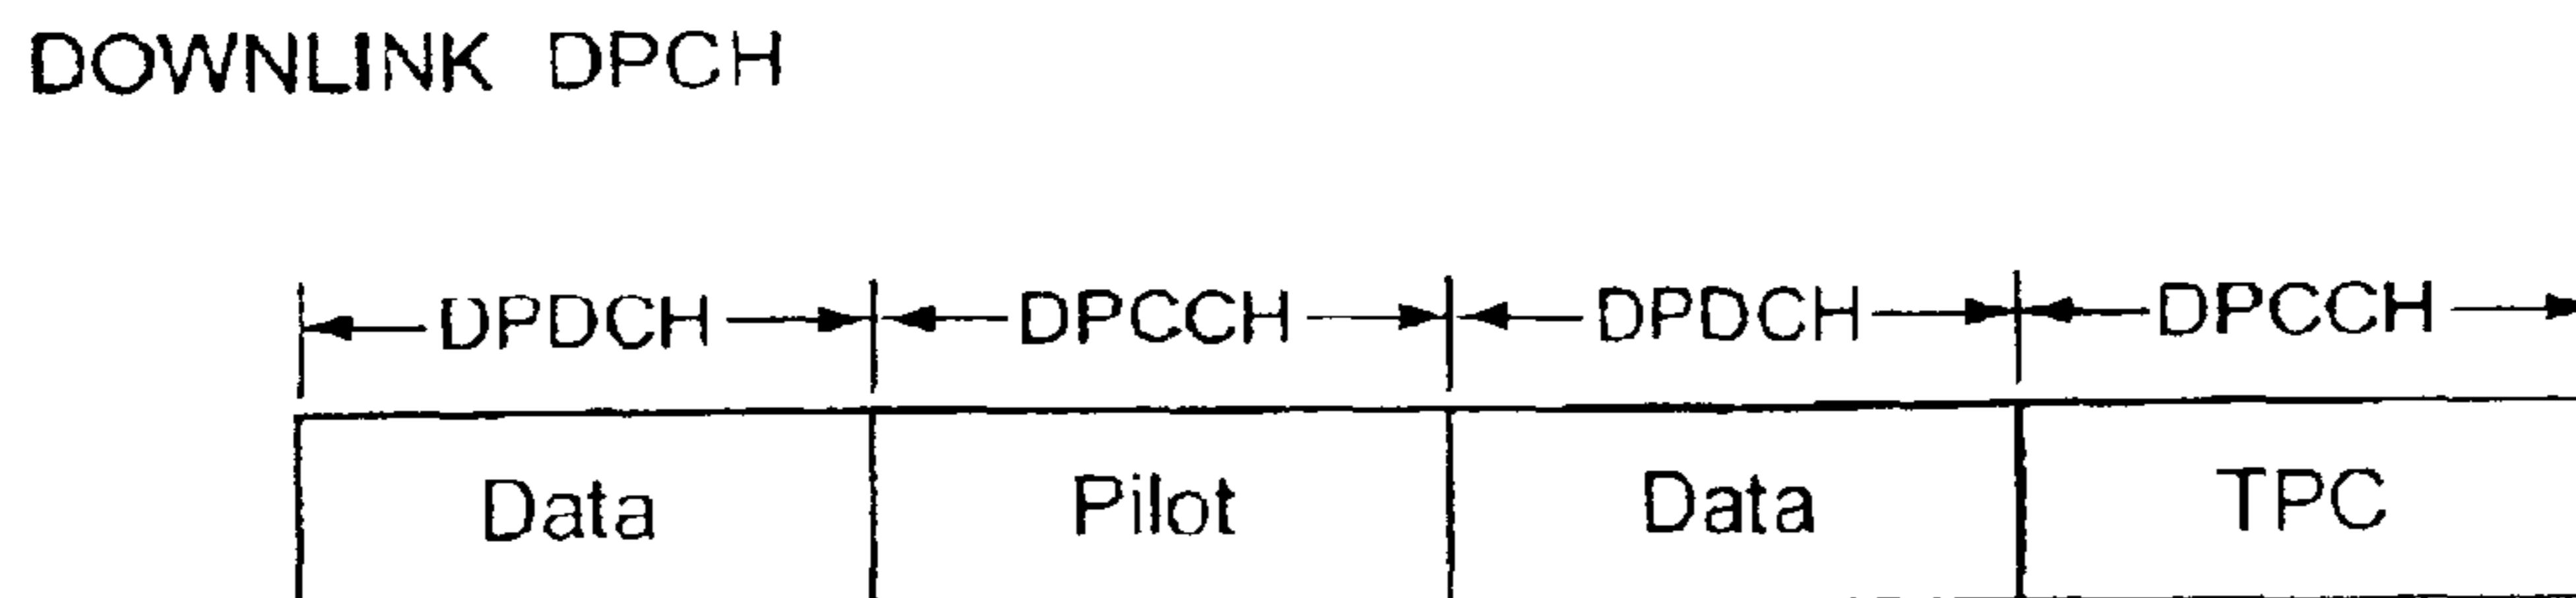 DOWNLINK DPCH
DPDCH DPCCH DPDCH DPCCH
Data Pilot Data TPC